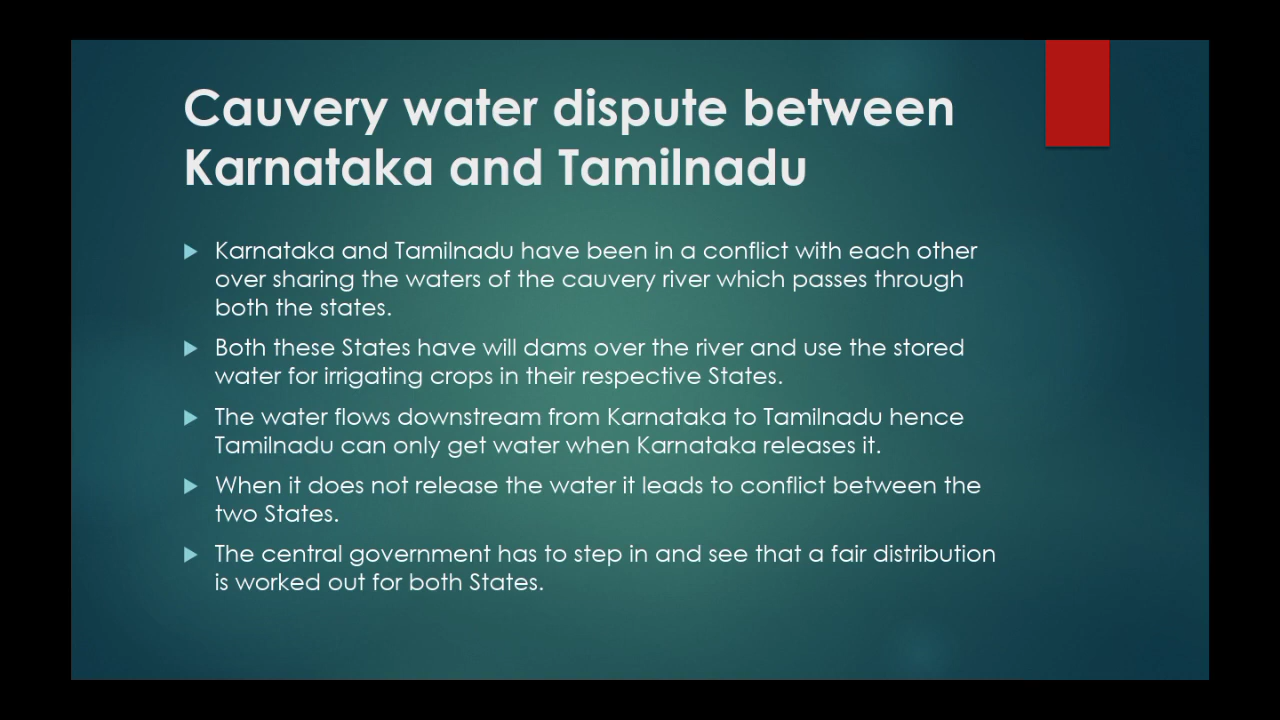 Cauvery water dispute between
Karnataka and Tamilnadu
Karnataka and Tamilnadu have been in a conflict with each other
over sharing the waters of the cauvery river which passes through
both the states.
Both these States have will dams over the river and use the stored
water for irrigating crops in their respective States.
The water flows downstream from Karnataka to Tamilnadu hence
Tamilnadu can only get water when Karnataka releases it.
When it does not release the water it leads to conflict between the
two States.
The central government has to step in and see that a fair distribution
is worked out for both States.